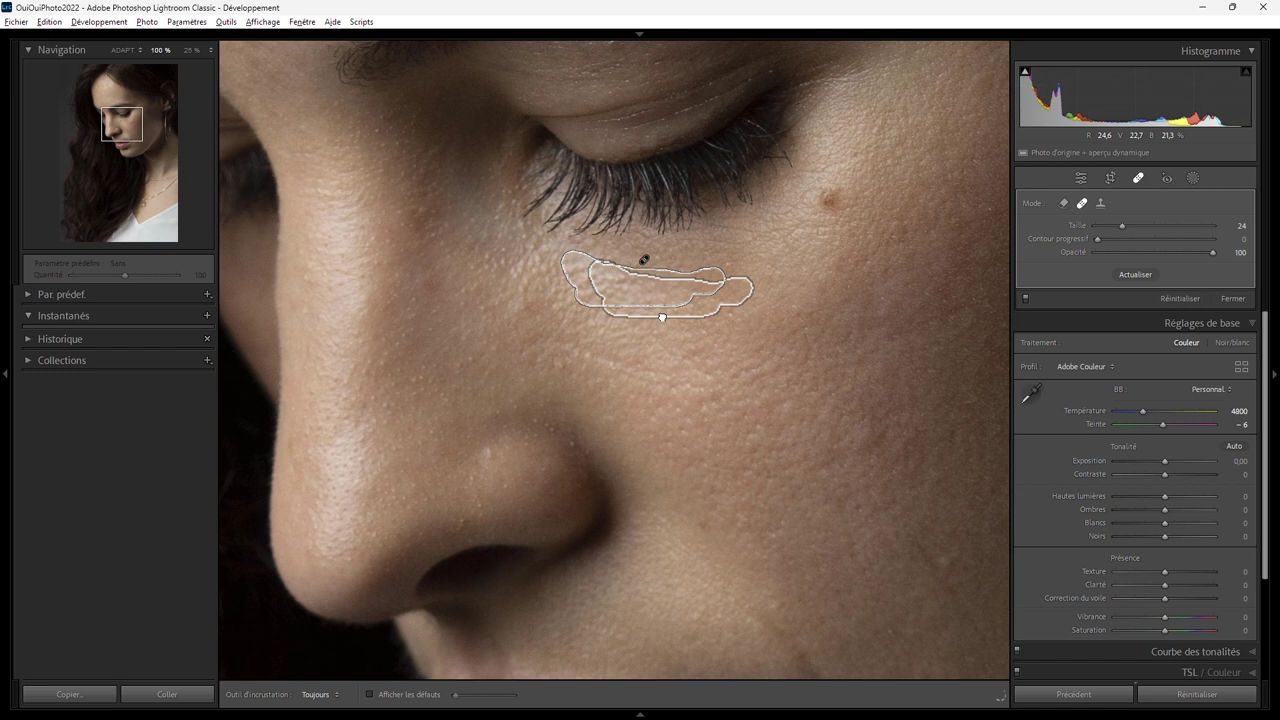 OuiOuiPhoto2022 - Adobe Photoshop Lightroom Classic - Développement
Fichier Edition Développement Photo Paramètres Outils Affichage Fenêtre Aide Scripts
Navigation ADAPT. 100 % 25 %
Paramètre prédéfini : Sans
Quantité 100
Par. prédef.
Instantanés
Historique
Collections
Copier... Coller
Outil d'incrustation : Toujours Afficher les défauts
Histogramme
R 24,6 V 22,7 B 21,3 %
Photo d'origine + aperçu dynamique
Mode :
Taille 24
Contour progressif 0
Opacité 100
Actualiser
Réinitialiser Fermer
Réglages de base
Traitement : Couleur Noir/blanc
Profil : Adobe Couleur
BB : Personnal.
Température 4800
Teinte – 6
Tonalité Auto
Exposition 0,00
Contraste 0
Hautes lumières 0
Ombres 0
Blancs 0
Noirs 0
Présence
Texture 0
Clarté 0
Correction du voile 0
Vibrance 0
Saturation 0
Courbe des tonalités
TSL / Couleur
Précédent Réinitialiser